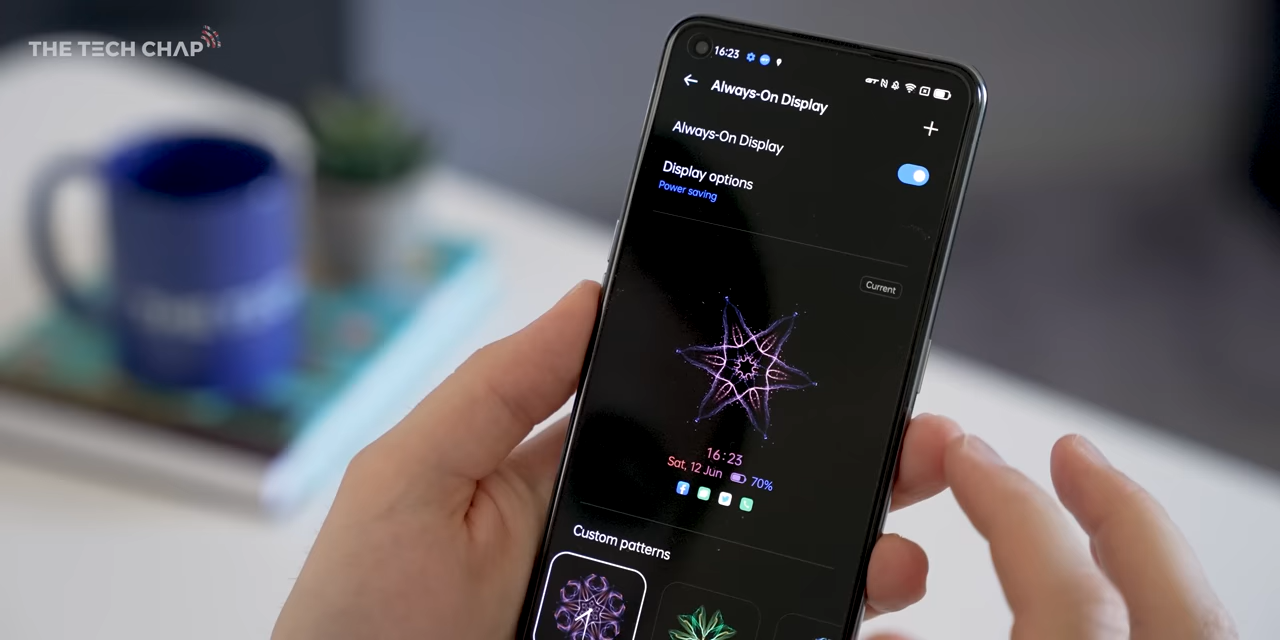 THE TECH CHAP
16:23
Always-On Display
Always-On Display
Display options
Power saving
Current
16:23
Sat, 12 Jun 70%
Custom patterns